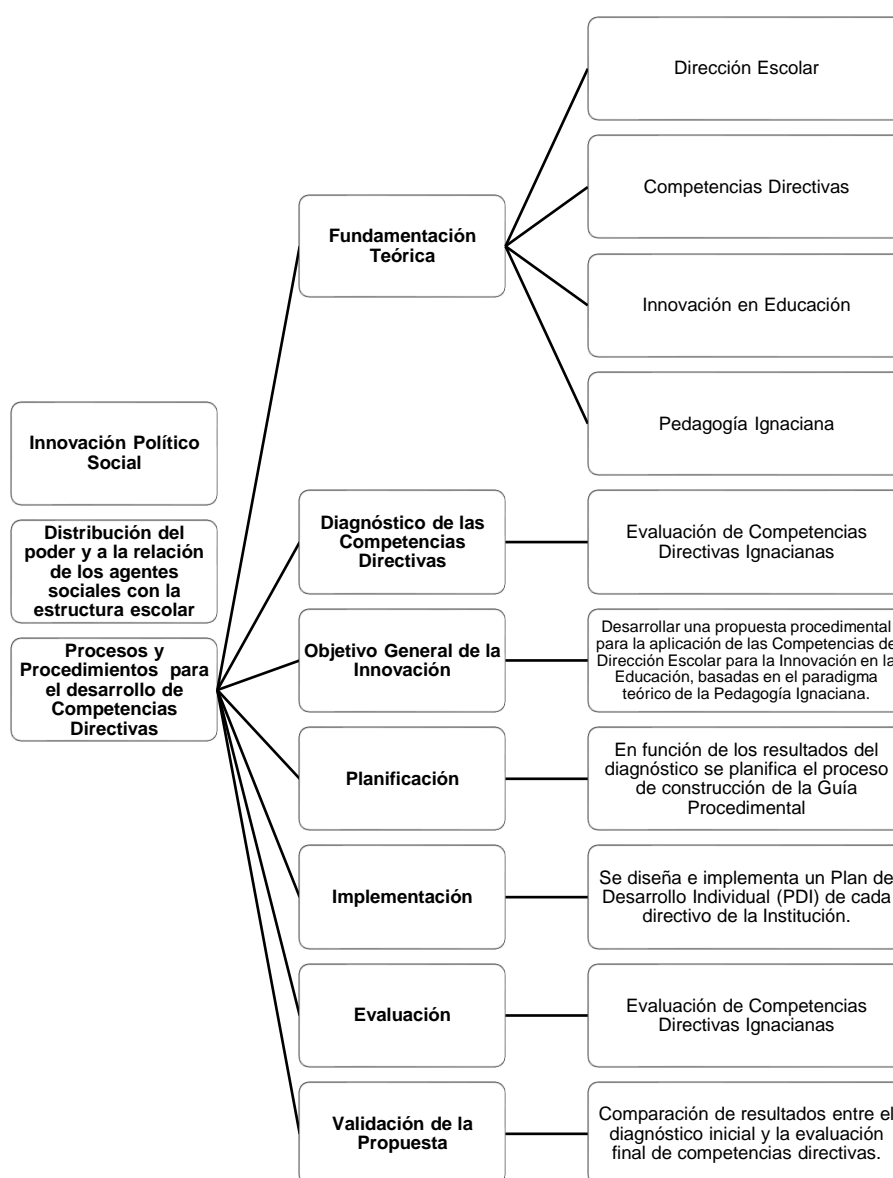 Innovación Político
Social
Distribución del
poder y a la relación
de los agentes
sociales con la
estructura escolar
Procesos y
Procedimientos para
el desarrollo de
Competencias
Directivas
Fundamentación
Teórica
Dirección Escolar
Competencias Directivas
Innovación en Educación
Pedagogía Ignaciana
Diagnóstico de las
Competencias
Directivas
Evaluación de Competencias
Directivas Ignacianas
Objetivo General de la
Innovación
Desarrollar una propuesta procedimental
para la aplicación de las Competencias de
Dirección Escolar para la Innovación en la
Educación, basadas en el paradigma
teórico de la Pedagogía Ignaciana.
Planificación
En función de los resultados del
diagnóstico se planifica el proceso
de construcción de la Guía
Procedimental
Implementación
Se diseña e implementa un Plan de
Desarrollo Individual (PDI) de cada
directivo de la Institución.
Evaluación
Evaluación de Competencias
Directivas Ignacianas
Validación de la
Propuesta
Comparación de resultados entre el
diagnóstico inicial y la evaluación
final de competencias directivas.